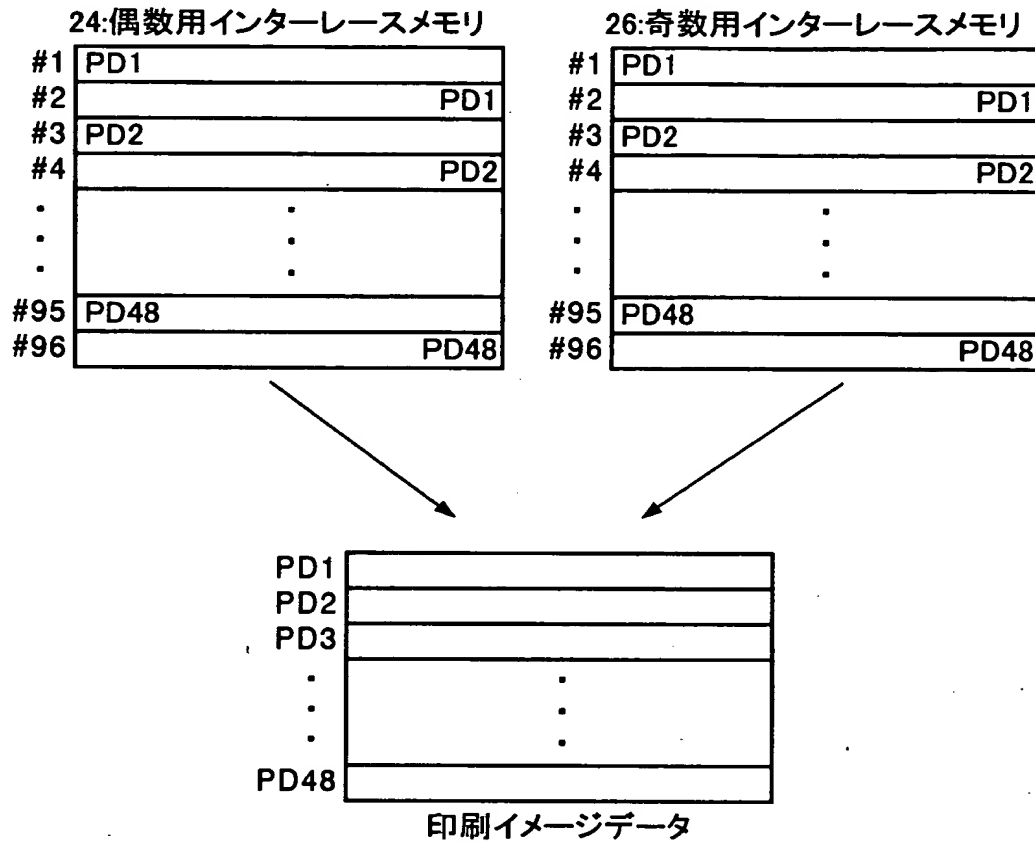 24:偶数用インターレースメモリ
#1 PD1
#2 PD1
#3 PD2
#4 PD2
#95 PD48
#96 PD48
26:奇数用インターレースメモリ
#1 PD1
#2 PD1
#3 PD2
#4 PD2
#95 PD48
#96 PD48
PD1
PD2
PD3
PD48
印刷イメージデータ